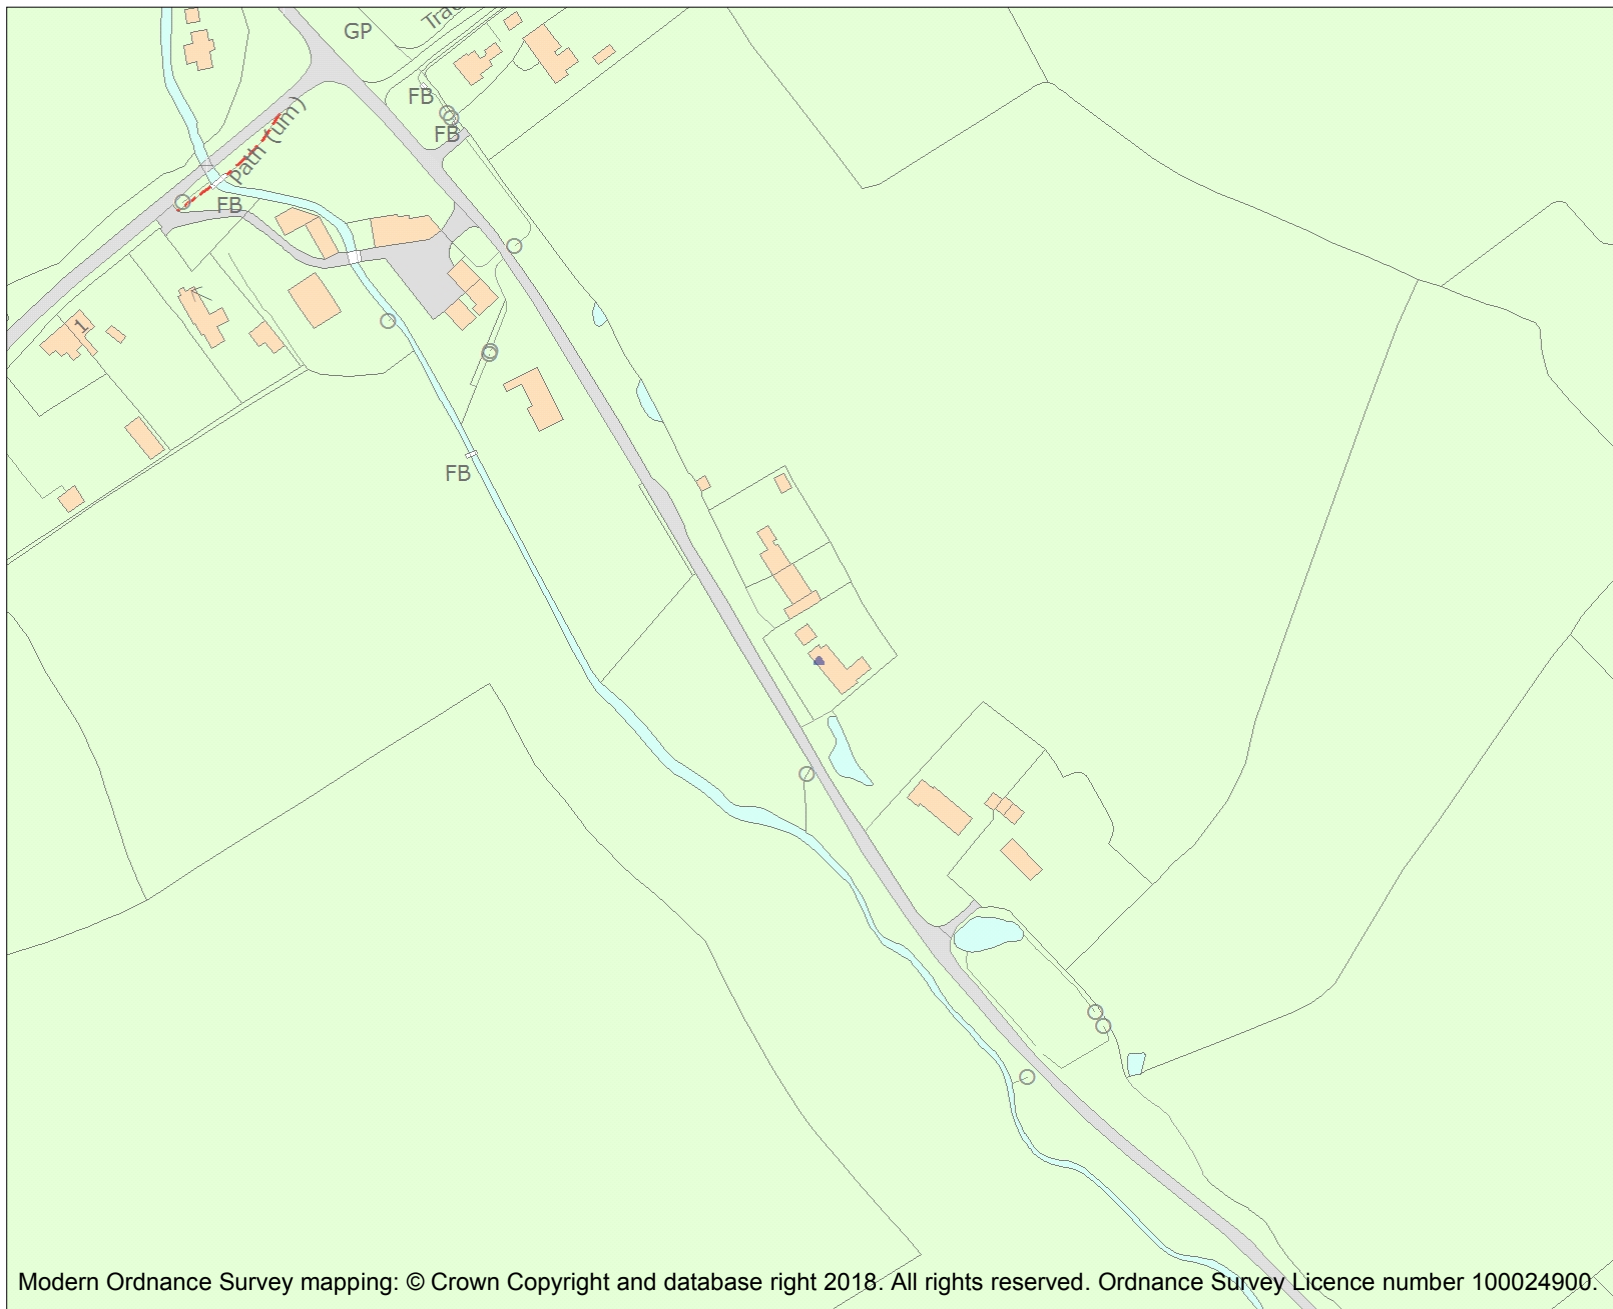 GP
FB
FB
path (um)
FB
1
FB
Modern Ordnance Survey mapping: © Crown Copyright and database right 2018. All rights reserved. Ordnance Survey Licence number 100024900.